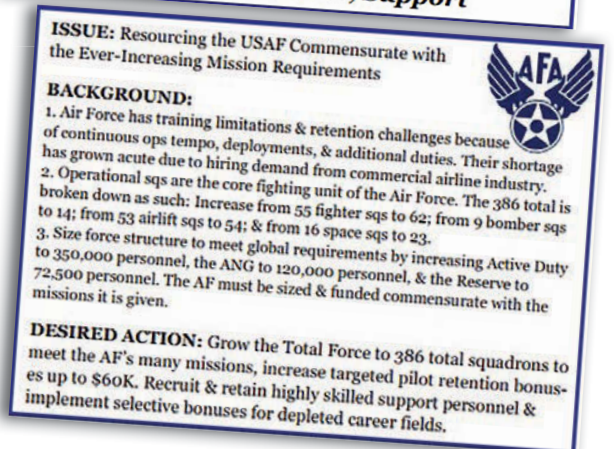 Support
ISSUE: Resourcing the USAF Commensurate with
the Ever-Increasing Mission Requirements
AFA
BACKGROUND:
1. Air Force has training limitations & retention challenges because
of continuous ops tempo, deployments, & additional duties. Their shortage
has grown acute due to hiring demand from commercial airline industry.
2. Operational sqs are the core fighting unit of the Air Force. The 386 total is
broken down as such: Increase from 55 fighter sqs to 62; from 9 bomber sqs
to 14; from 53 airlift sqs to 54; & from 16 space sqs to 23.
3. Size force structure to meet global requirements by increasing Active Duty
to 350,000 personnel, the ANG to 120,000 personnel, & the Reserve to
72,500 personnel. The AF must be sized & funded commensurate with the
missions it is given.
DESIRED ACTION: Grow the Total Force to 386 total squadrons to
meet the AF's many missions, increase targeted pilot retention bonus-
es up to $60K. Recruit & retain highly skilled support personnel &
implement selective bonuses for depleted career fields.